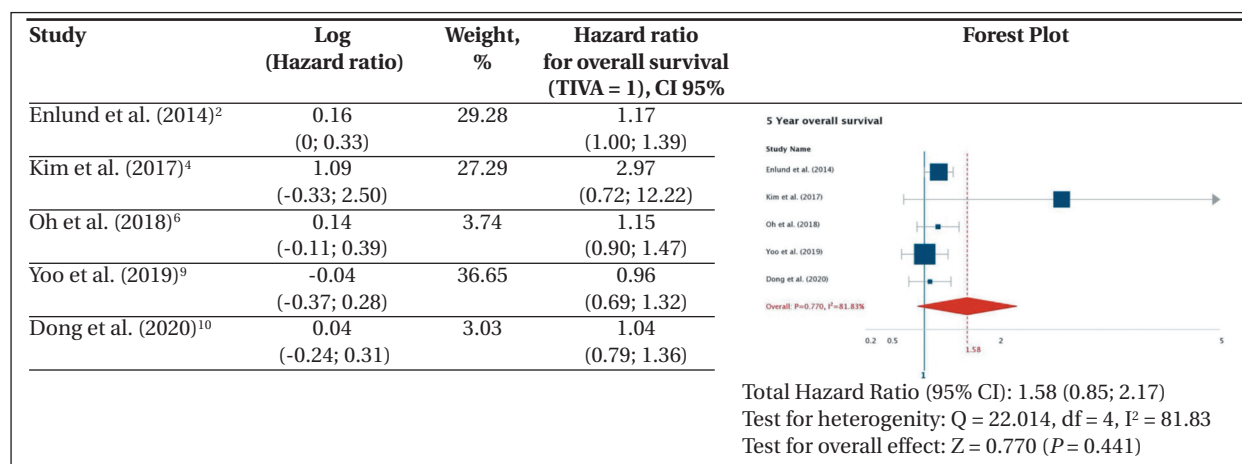 Study Log Weight, Hazard ratio Forest Plot
(Hazard ratio) % for overall survival
(TIVA = 1), CI 95%
Enlund et al. (2014)² 0.16 29.28 1.17
(0; 0.33) (1.00; 1.39)
Kim et al. (2017)⁴ 1.09 27.29 2.97
(-0.33; 2.50) (0.72; 12.22)
Oh et al. (2018)⁶ 0.14 3.74 1.15
(-0.11; 0.39) (0.90; 1.47)
Yoo et al. (2019)⁹ -0.04 36.65 0.96
(-0.37; 0.28) (0.69; 1.32)
Dong et al. (2020)¹⁰ 0.04 3.03 1.04
(-0.24; 0.31) (0.79; 1.36)
5 Year overall survival
Study Name
Enlund et al. (2014)
Kim et al. (2017)
Oh et al. (2018)
Yoo et al. (2019)
Dong et al. (2020)
Overall: P=0.770, I²=81.83%
0.2 0.5 2 5
1.58
1
Total Hazard Ratio (95% CI): 1.58 (0.85; 2.17)
Test for heterogenity: Q = 22.014, df = 4, I² = 81.83
Test for overall effect: Z = 0.770 (P = 0.441)